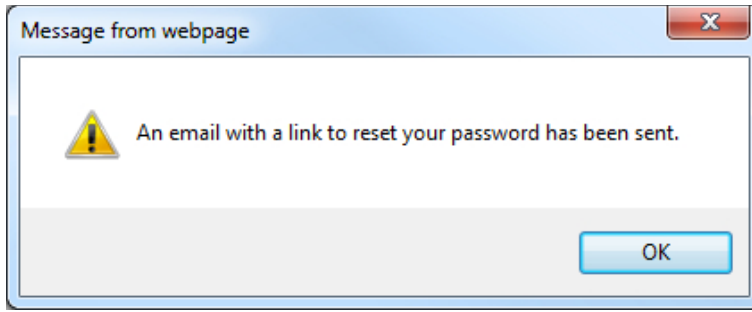 Message from webpage
An email with a link to reset your password has been sent.
OK